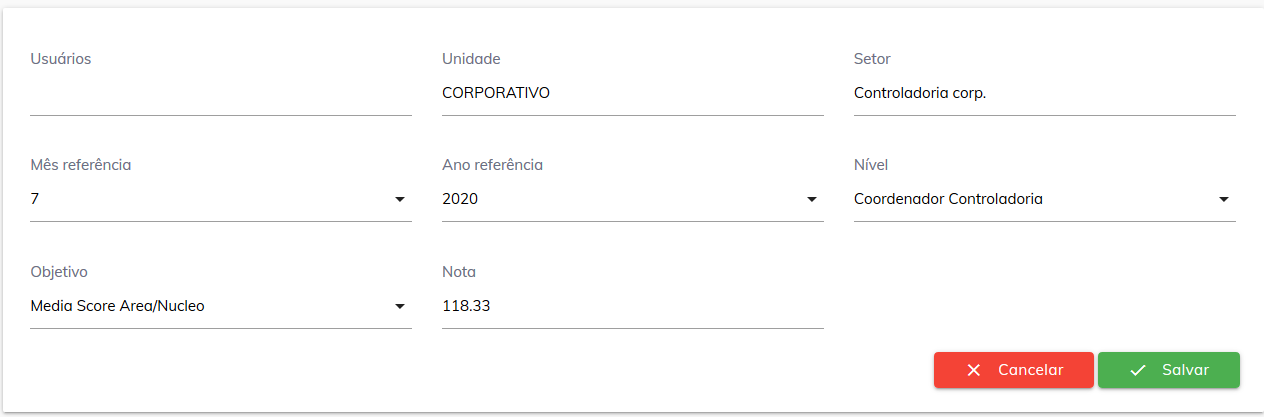 Usuários Unidade Setor
CORPORATIVO Controladoria corp.
Mês referência Ano referência Nível
7 2020 Coordenador Controladoria
Objetivo Nota
Media Score Area/Nucleo 118.33
Cancelar Salvar